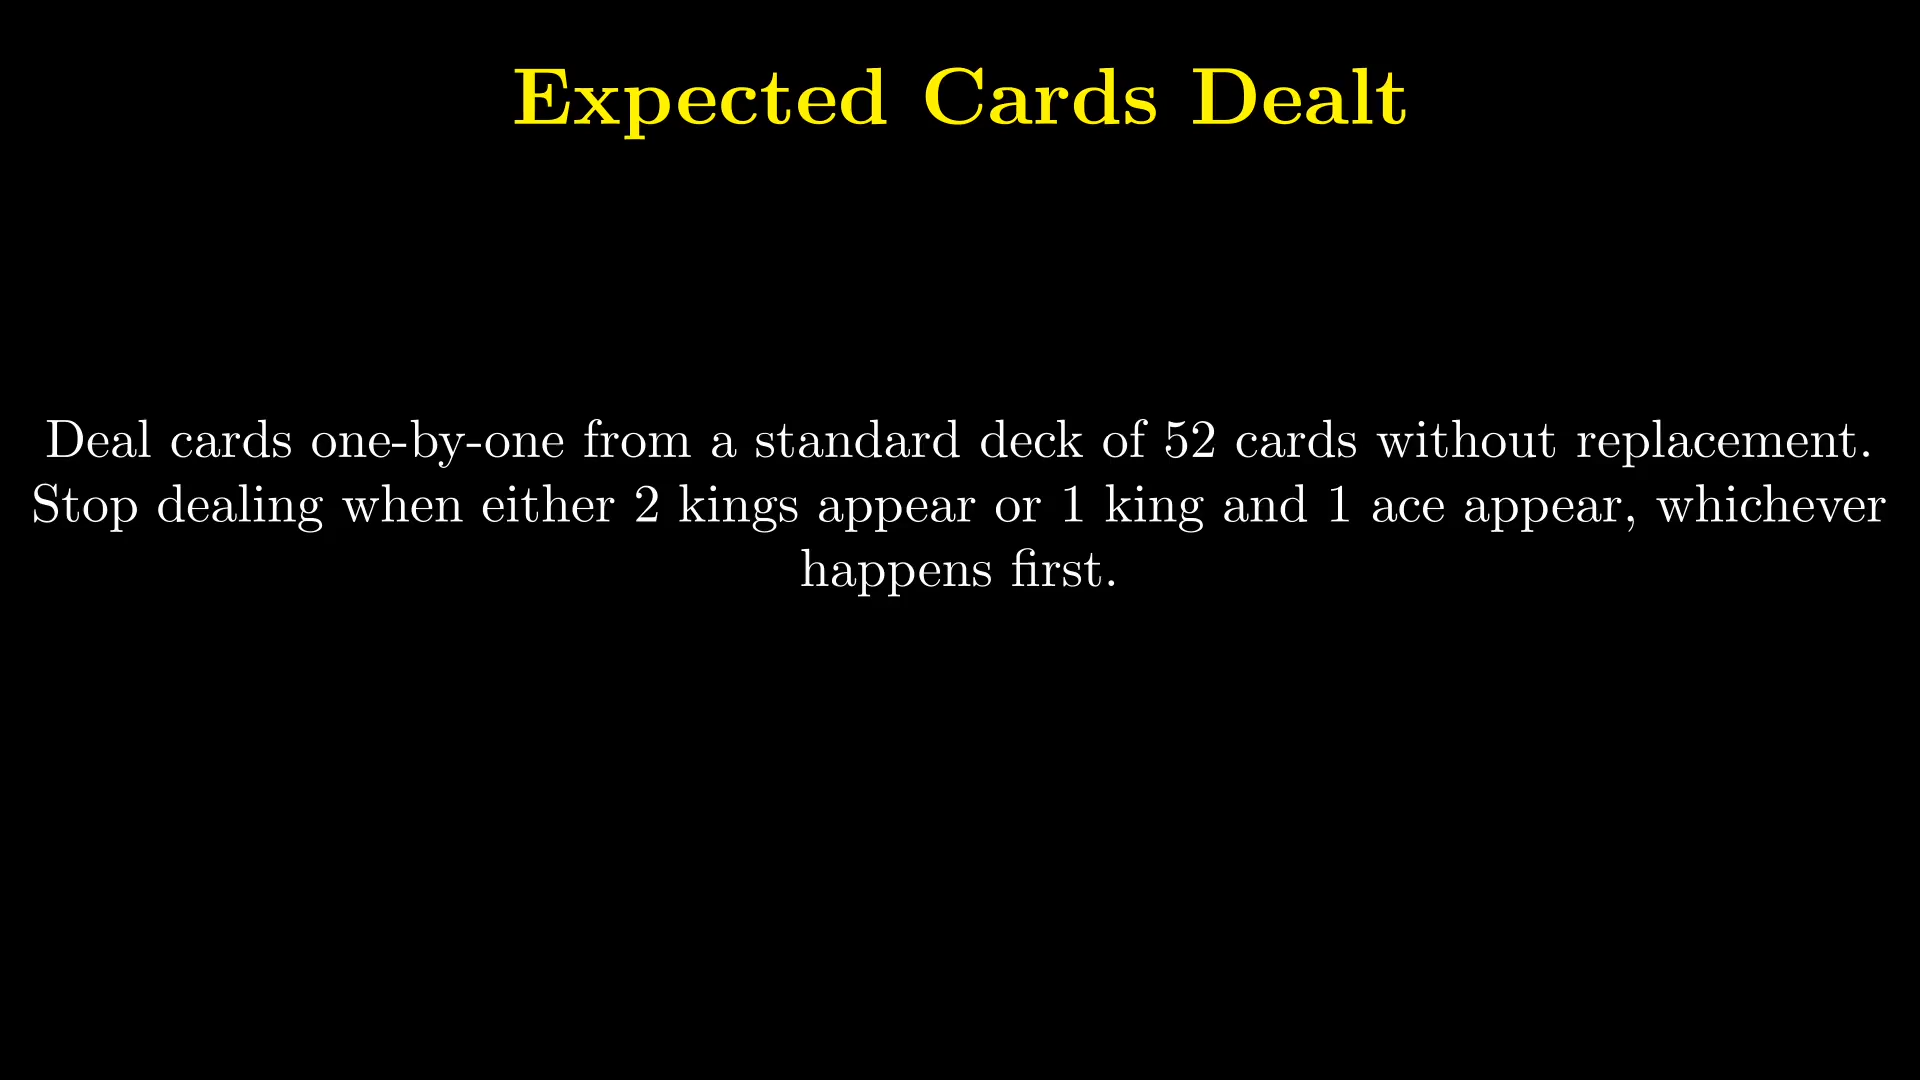 Expected Cards Dealt
Deal cards one-by-one from a standard deck of 52 cards without replacement.
Stop dealing when either 2 kings appear or 1 king and 1 ace appear, whichever
happens first.